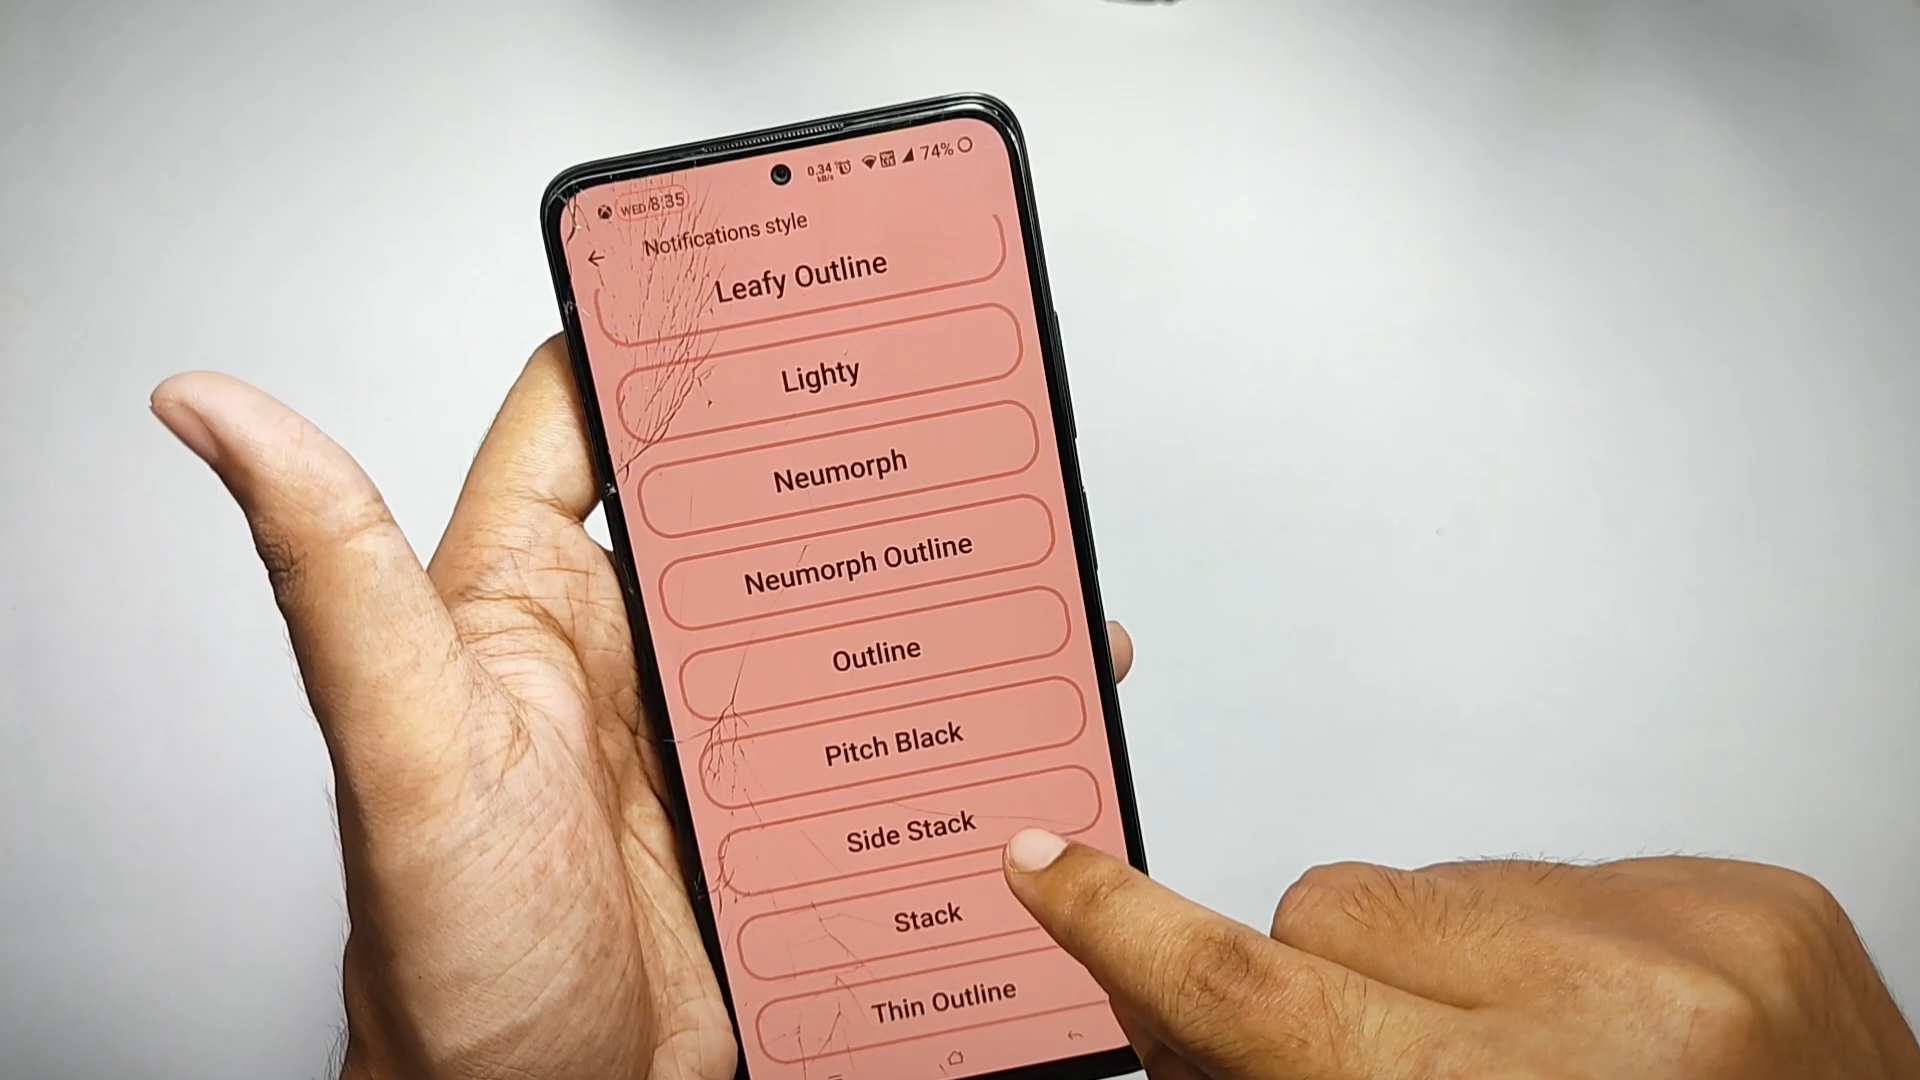 WED/8:35
0.34
kB/s
74%
Notifications style
Leafy Outline
Lighty
Neumorph
Neumorph Outline
Outline
Pitch Black
Side Stack
Stack
Thin Outline